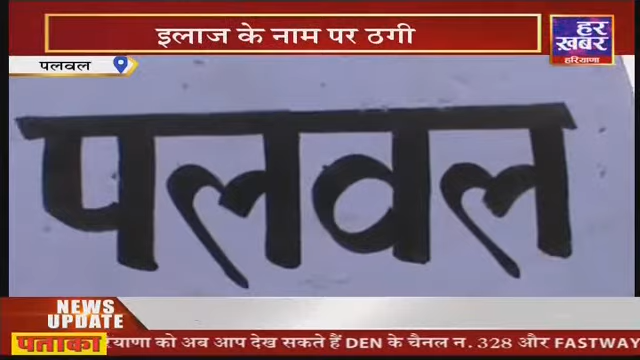 इलाज के नाम पर ठगी
हर
ख़बर
हरियाणा
पलवल
पलवल
NEWS
UPDATE
पताका
रयाणा को अब आप देख सकते हैं DEN के चैनल न. 328 और FASTWAY